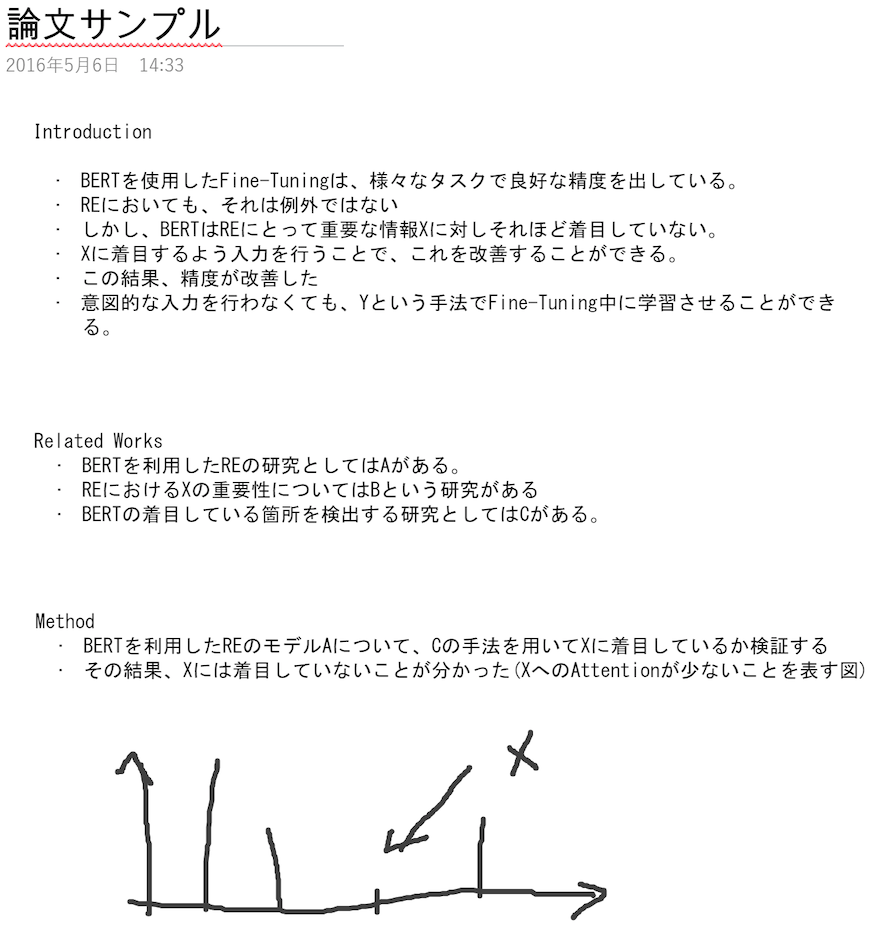 論文サンプル
2016年5月6日　14:33
Introduction
· BERTを使用したFine-Tuningは、様々なタスクで良好な精度を出している。
· REにおいても、それは例外ではない
· しかし、BERTはREにとって重要な情報Xに対しそれほど着目していない。
· Xに着目するよう入力を行うことで、これを改善することができる。
· この結果、精度が改善した
· 意図的な入力を行わなくても、Yという手法でFine-Tuning中に学習させることができ
る。
Related Works
· BERTを利用したREの研究としてはAがある。
· REにおけるXの重要性についてはBという研究がある
· BERTの着目している箇所を検出する研究としてはCがある。
Method
· BERTを利用したREのモデルAについて、Cの手法を用いてXに着目しているか検証する
· その結果、Xには着目していないことが分かった(XへのAttentionが少ないことを表す図)
X